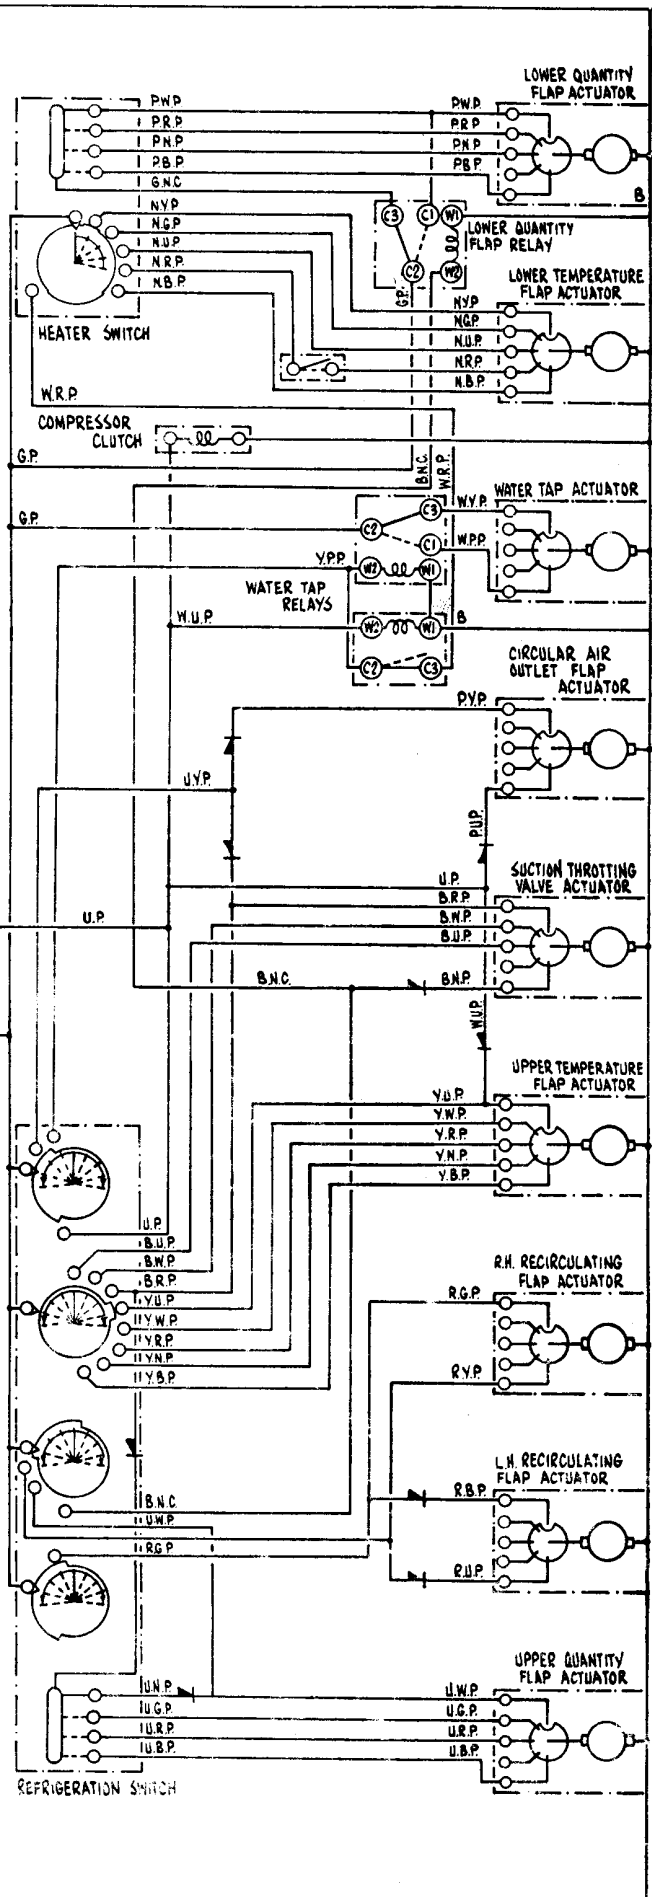 LOWER QUANTITY
FLAP ACTUATOR
P.W.P.
P.W.P.
P.R.P.
P.R.P.
P.N.P.
P.N.P.
P.B.P.
P.B.P.
G.N.C.
B
N.Y.P.
C3
C1
W1
N.G.P.
LOWER QUANTITY
FLAP RELAY
N.U.P.
N.R.P.
C2
W2
N.B.P.
G.P.
LOWER TEMPERATURE
FLAP ACTUATOR
N.Y.P.
N.G.P.
HEATER SWITCH
N.U.P.
N.R.P.
N.B.P.
W.R.P.
COMPRESSOR
CLUTCH
G.P.
B.N.C.
W.R.P.
WATER TAP ACTUATOR
W.Y.P.
C3
G.P.
C2
C1
W.P.P.
Y.P.P.
W2
W1
WATER TAP
RELAYS
W.U.P.
W2
W1
B
C2
C3
CIRCULAR AIR
OUTLET FLAP
ACTUATOR
P.Y.P.
U.Y.P.
P.U.P.
SUCTION THROTTING
VALVE ACTUATOR
U.P.
B.R.P.
U.P.
B.W.P.
B.U.P.
B.N.C.
B.N.P.
W.U.P.
UPPER TEMPERATURE
FLAP ACTUATOR
Y.U.P.
Y.W.P.
Y.R.P.
Y.N.P.
Y.B.P.
U.P.
B.U.P.
B.W.P.
B.R.P.
Y.U.P.
Y.W.P.
Y.R.P.
Y.N.P.
Y.B.P.
R.H. RECIRCULATING
FLAP ACTUATOR
R.G.P.
R.Y.P.
L.H. RECIRCULATING
FLAP ACTUATOR
R.B.P.
B.N.C.
U.W.P.
R.G.P.
R.U.P.
UPPER QUANTITY
FLAP ACTUATOR
U.N.P.
U.W.P.
U.G.P.
U.G.P.
U.R.P.
U.R.P.
U.B.P.
U.B.P.
REFRIGERATION SWITCH